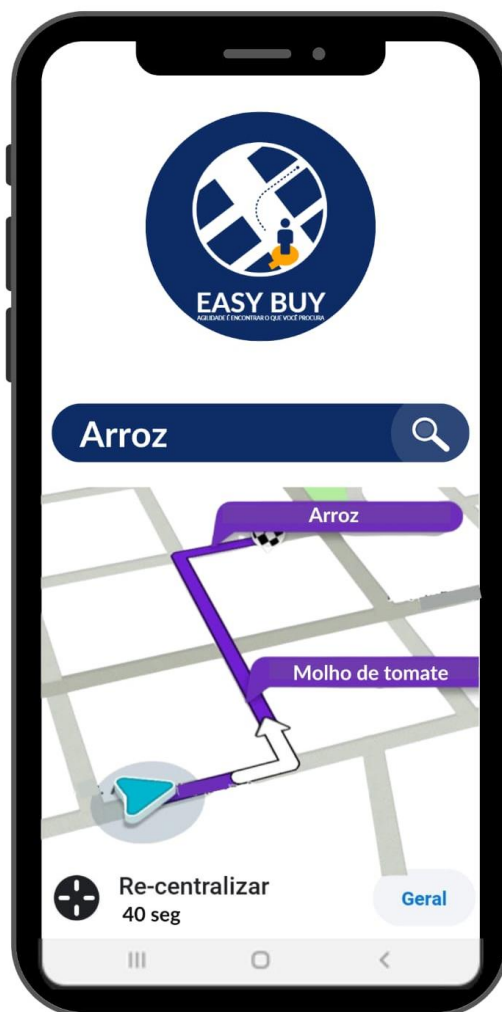 EASY BUY
AGILIDADE É ENCONTRAR O QUE VOCÊ PROCURA
Arroz
Arroz
Molho de tomate
Re-centralizar
40 seg
Geral